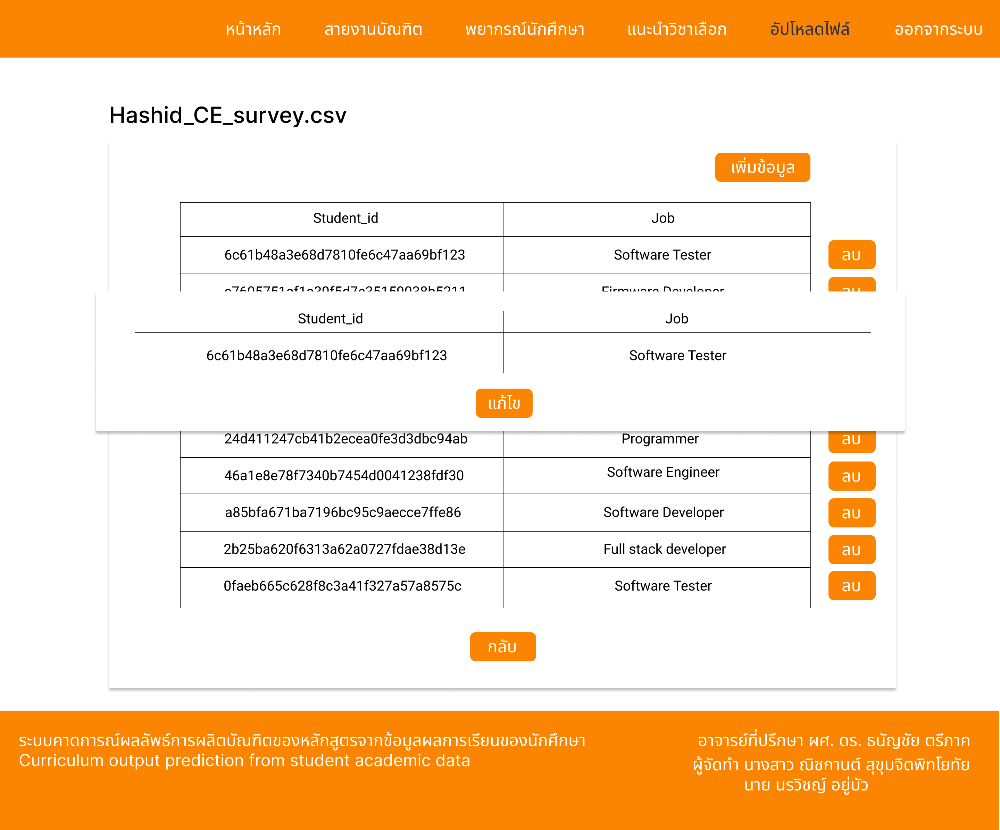 หน้าหลัก สายงานบัณฑิต พยากรณ์นักศึกษา แนะนำวิชาเลือก อัปโหลดไฟล์ ออกจากระบบ
Hashid_CE_survey.csv
เพิ่มข้อมูล
Student_id Job
6c61b48a3e68d7810fe6c47aa69bf123 Software Tester ลบ
Firmware Developer ลบ
Student_id Job
6c61b48a3e68d7810fe6c47aa69bf123 Software Tester
แก้ไข
24d411247cb41b2ecea0fe3d3dbc94ab Programmer ลบ
46a1e8e78f7340b7454d0041238fdf30 Software Engineer ลบ
a85bfa671ba7196bc95c9aecce7ffe86 Software Developer ลบ
2b25ba620f6313a62a0727fdae38d13e Full stack developer ลบ
0faeb665c628f8c3a41f327a57a8575c Software Tester ลบ
กลับ
ระบบคาดการณ์ผลลัพธ์การผลิตบัณฑิตของหลักสูตรจากข้อมูลผลการเรียนของนักศึกษา
Curriculum output prediction from student academic data
อาจารย์ที่ปรึกษา ผศ. ดร. ธนัญชัย ตรีภาค
ผู้จัดทำ นางสาว ณิชกานต์ สุขุมจิตพิทโยทัย
นาย นรวิชญ์ อยู่บัว